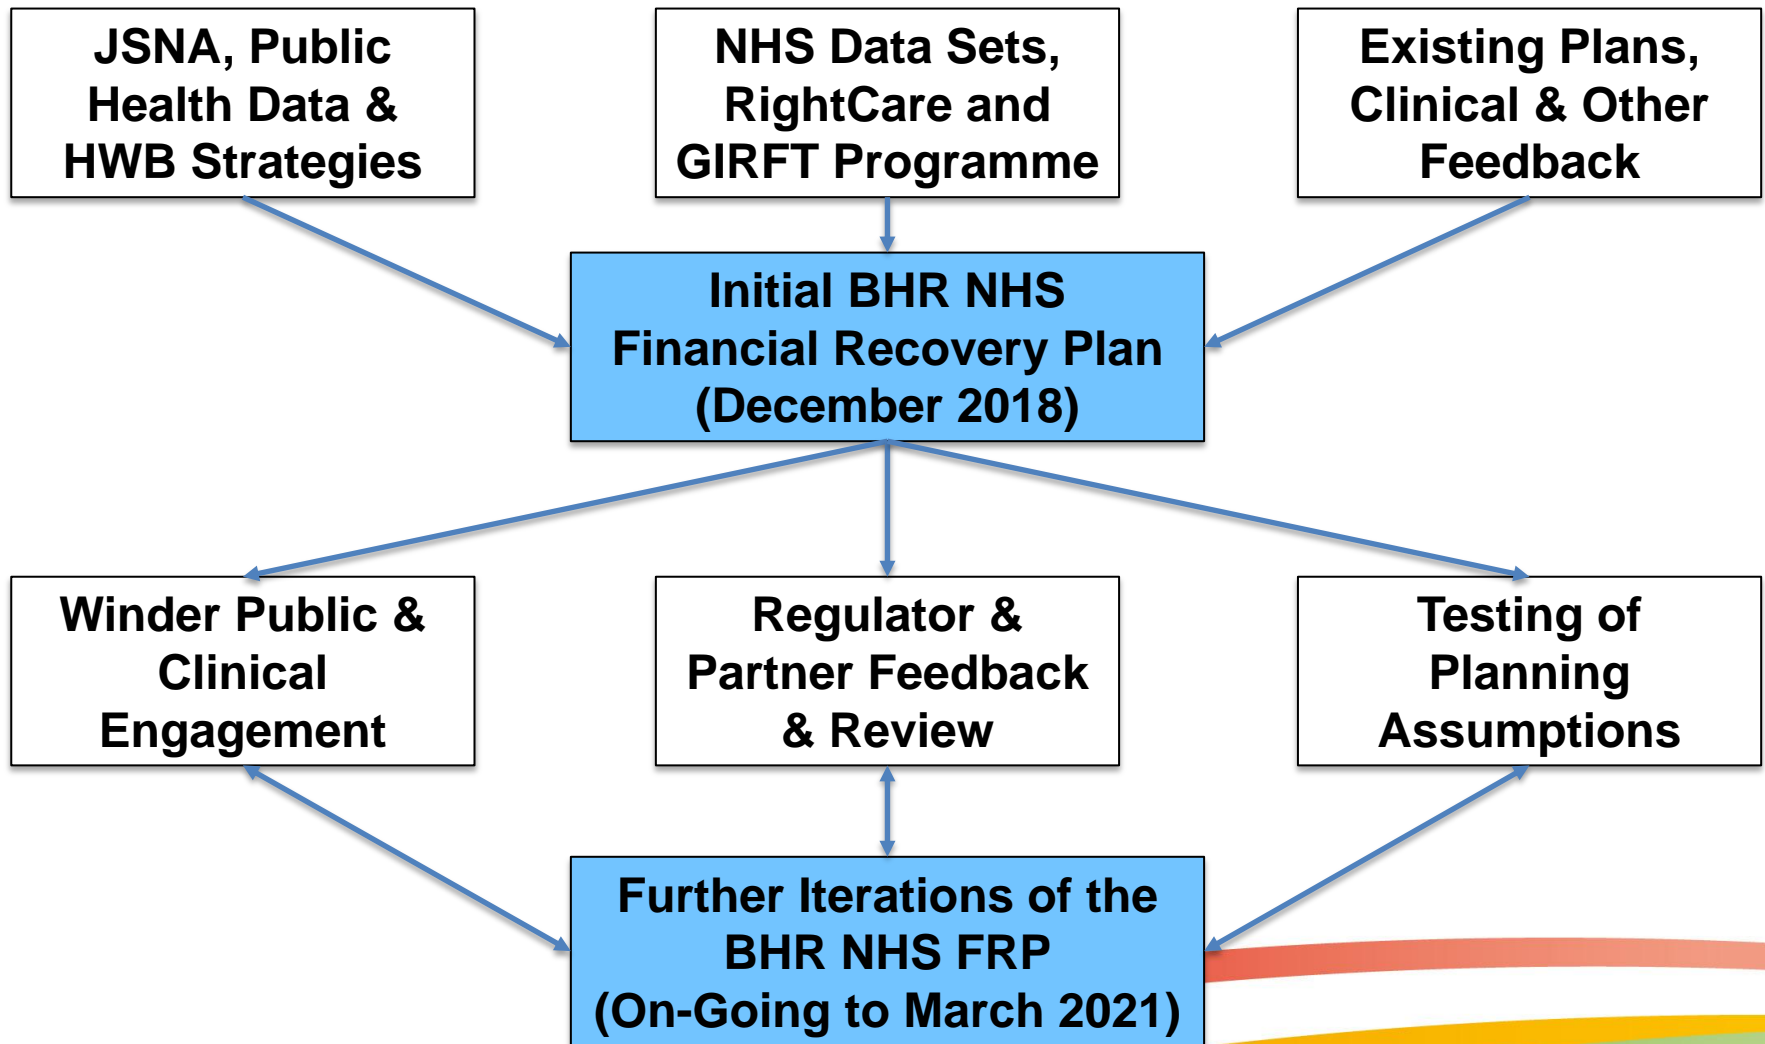 JSNA, Public
Health Data &
HWB Strategies
NHS Data Sets,
RightCare and
GIRFT Programme
Existing Plans,
Clinical & Other
Feedback
Initial BHR NHS
Financial Recovery Plan
(December 2018)
Winder Public &
Clinical
Engagement
Regulator &
Partner Feedback
& Review
Testing of
Planning
Assumptions
Further Iterations of the
BHR NHS FRP
(On-Going to March 2021)